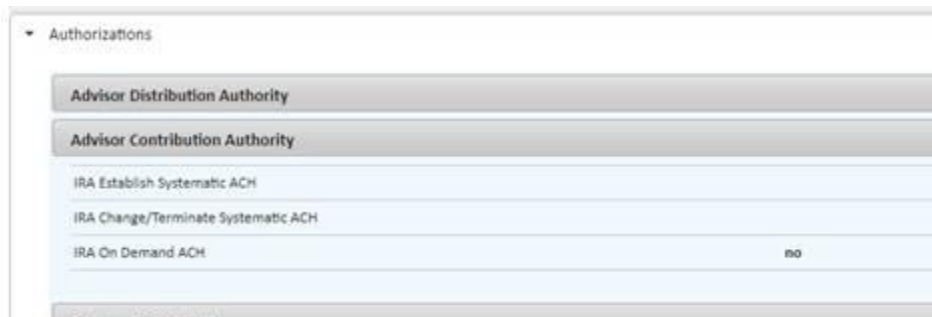 Authorizations
Advisor Distribution Authority
Advisor Contribution Authority
IRA Establish Systematic ACH
IRA Change/Terminate Systematic ACH
IRA On Demand ACH no